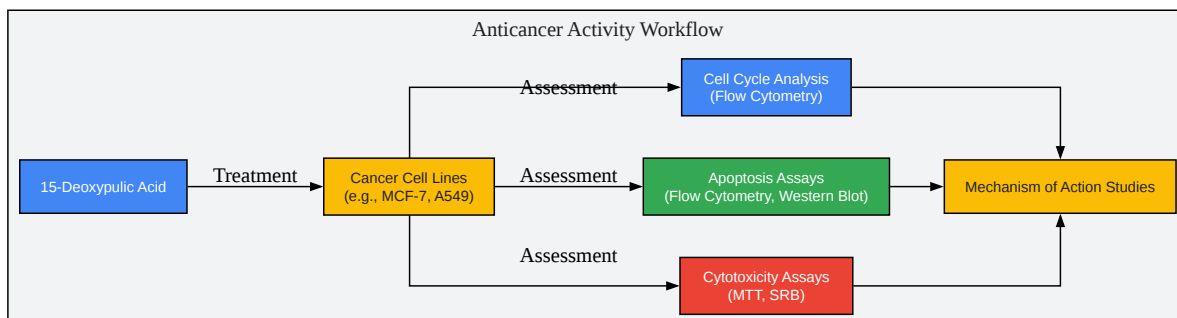 Anticancer Activity Workflow
Assessment
Cell Cycle Analysis
(Flow Cytometry)
15-Deoxypulic Acid
Treatment
Cancer Cell Lines
(e.g., MCF-7, A549)
Assessment
Apoptosis Assays
(Flow Cytometry, Western Blot)
Mechanism of Action Studies
Assessment
Cytotoxicity Assays
(MTT, SRB)